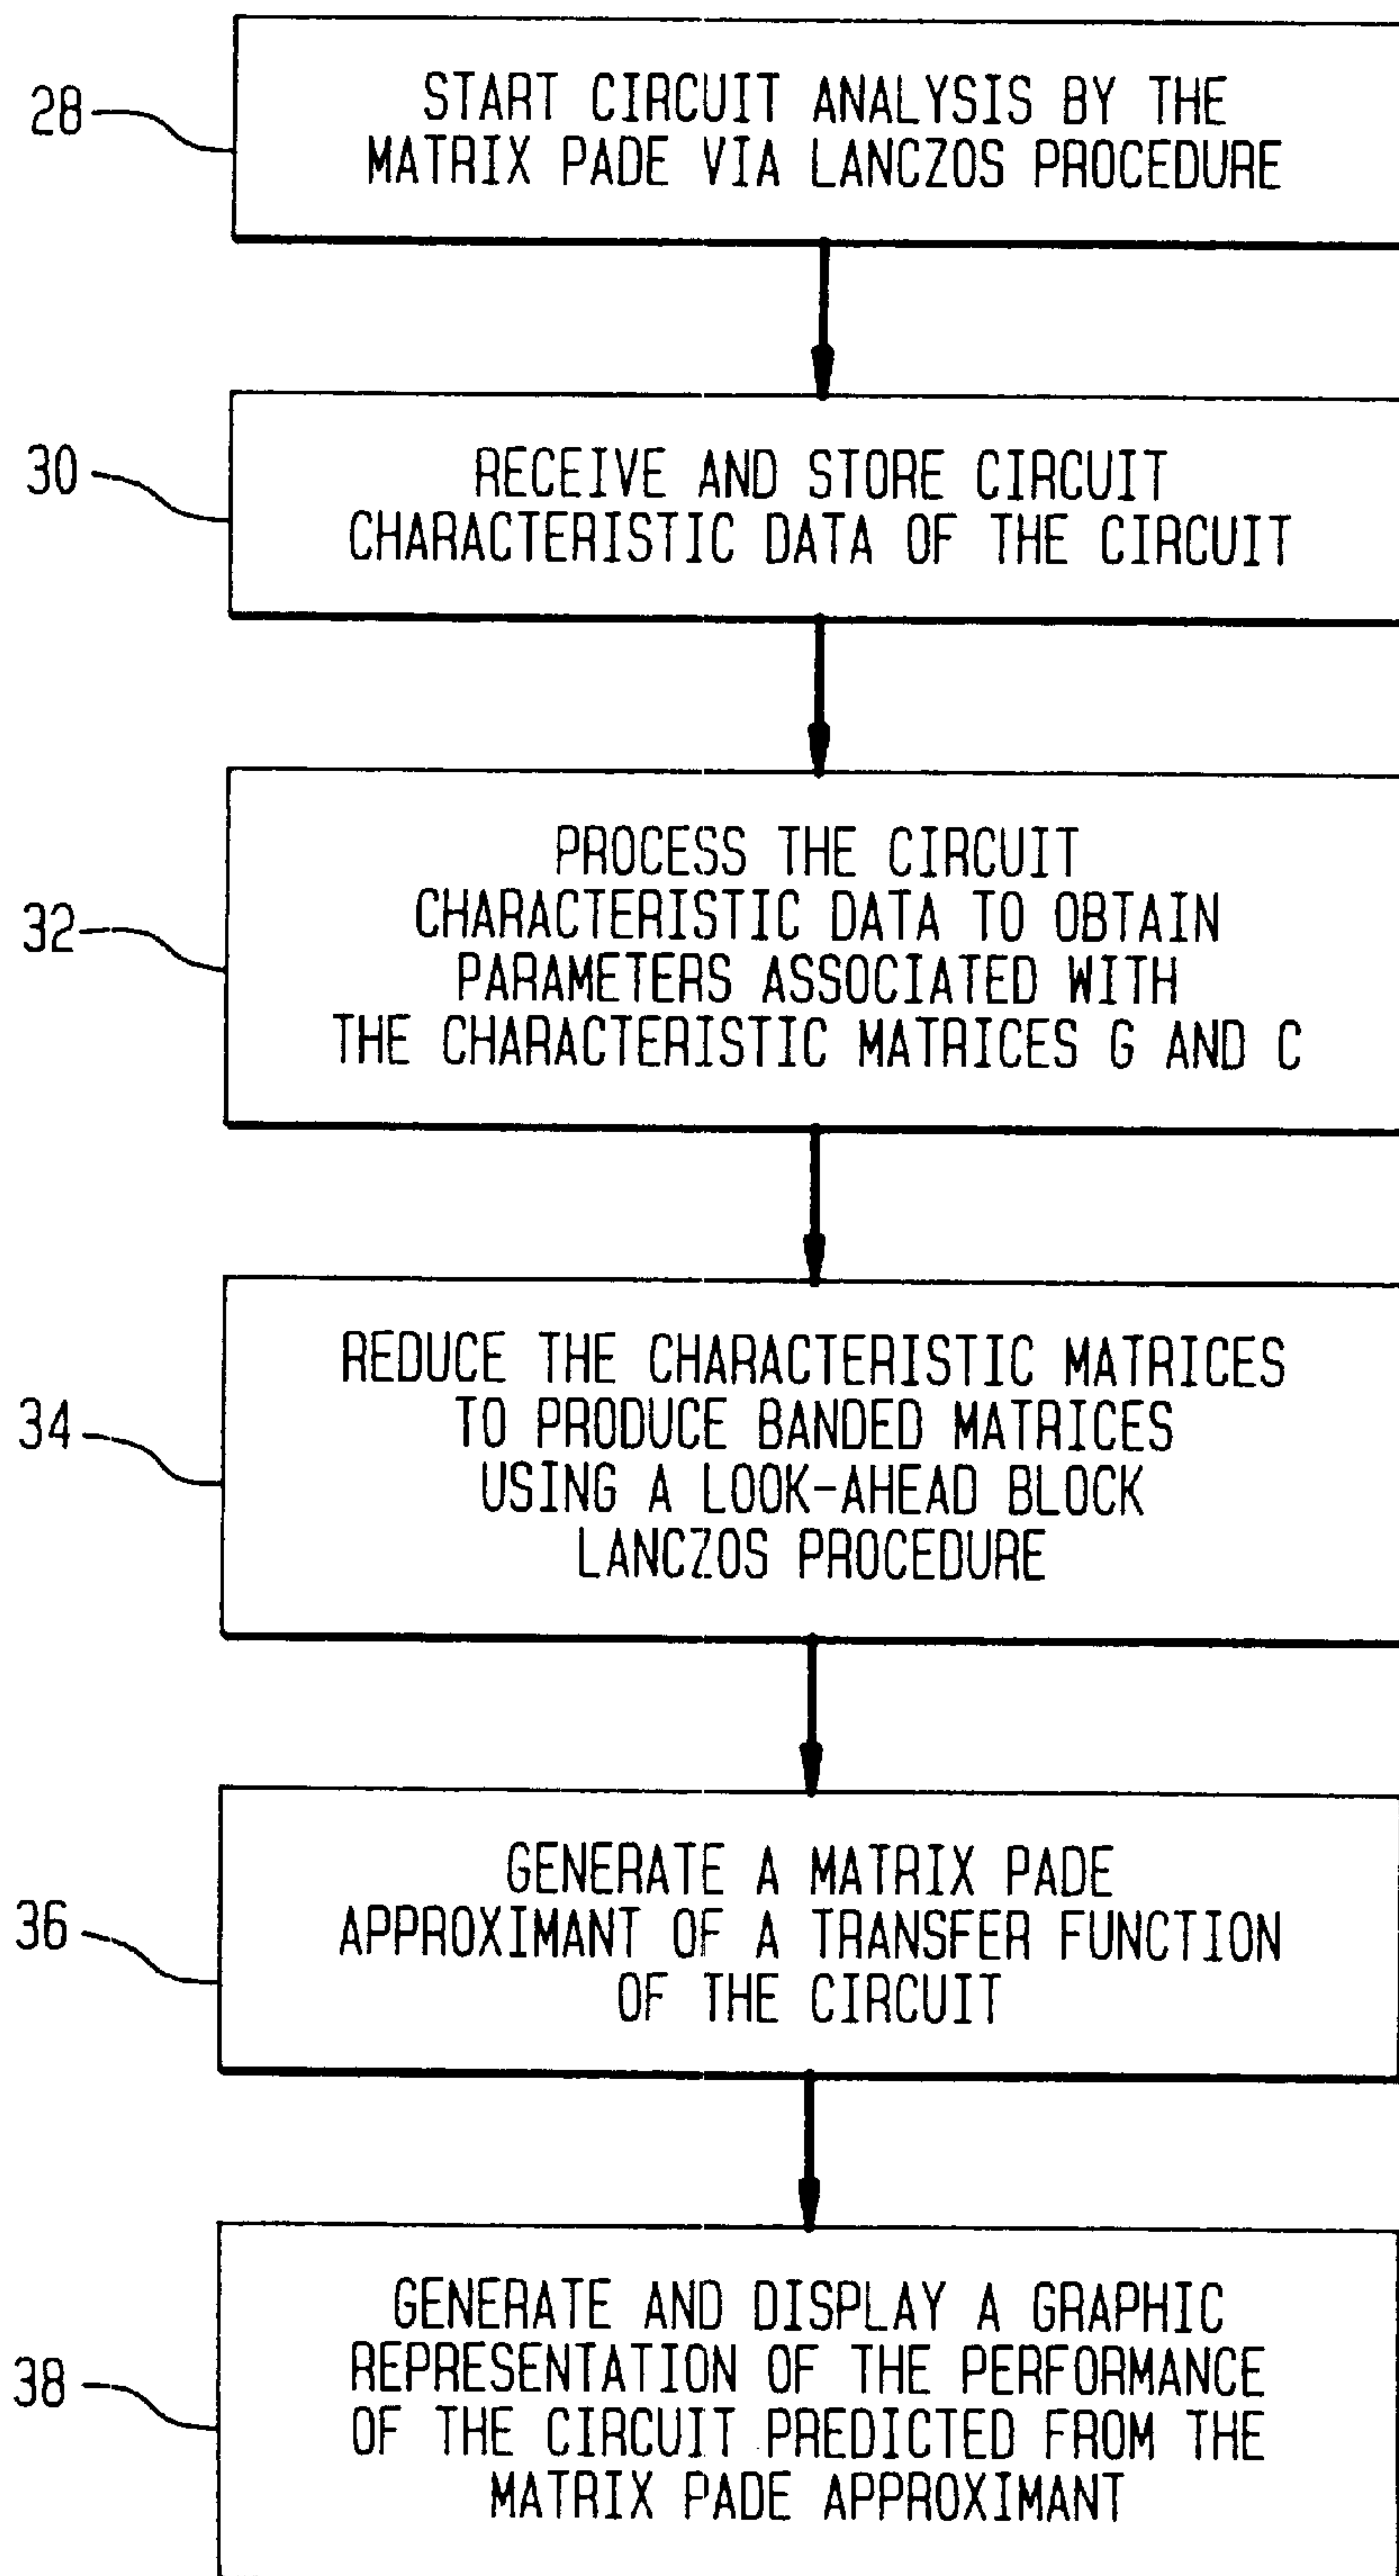 28
START CIRCUIT ANALYSIS BY THE
MATRIX PADE VIA LANCZOS PROCEDURE
30
RECEIVE AND STORE CIRCUIT
CHARACTERISTIC DATA OF THE CIRCUIT
32
PROCESS THE CIRCUIT
CHARACTERISTIC DATA TO OBTAIN
PARAMETERS ASSOCIATED WITH
THE CHARACTERISTIC MATRICES G AND C
34
REDUCE THE CHARACTERISTIC MATRICES
TO PRODUCE BANDED MATRICES
USING A LOOK-AHEAD BLOCK
LANCZOS PROCEDURE
36
GENERATE A MATRIX PADE
APPROXIMANT OF A TRANSFER FUNCTION
OF THE CIRCUIT
38
GENERATE AND DISPLAY A GRAPHIC
REPRESENTATION OF THE PERFORMANCE
OF THE CIRCUIT PREDICTED FROM THE
MATRIX PADE APPROXIMANT